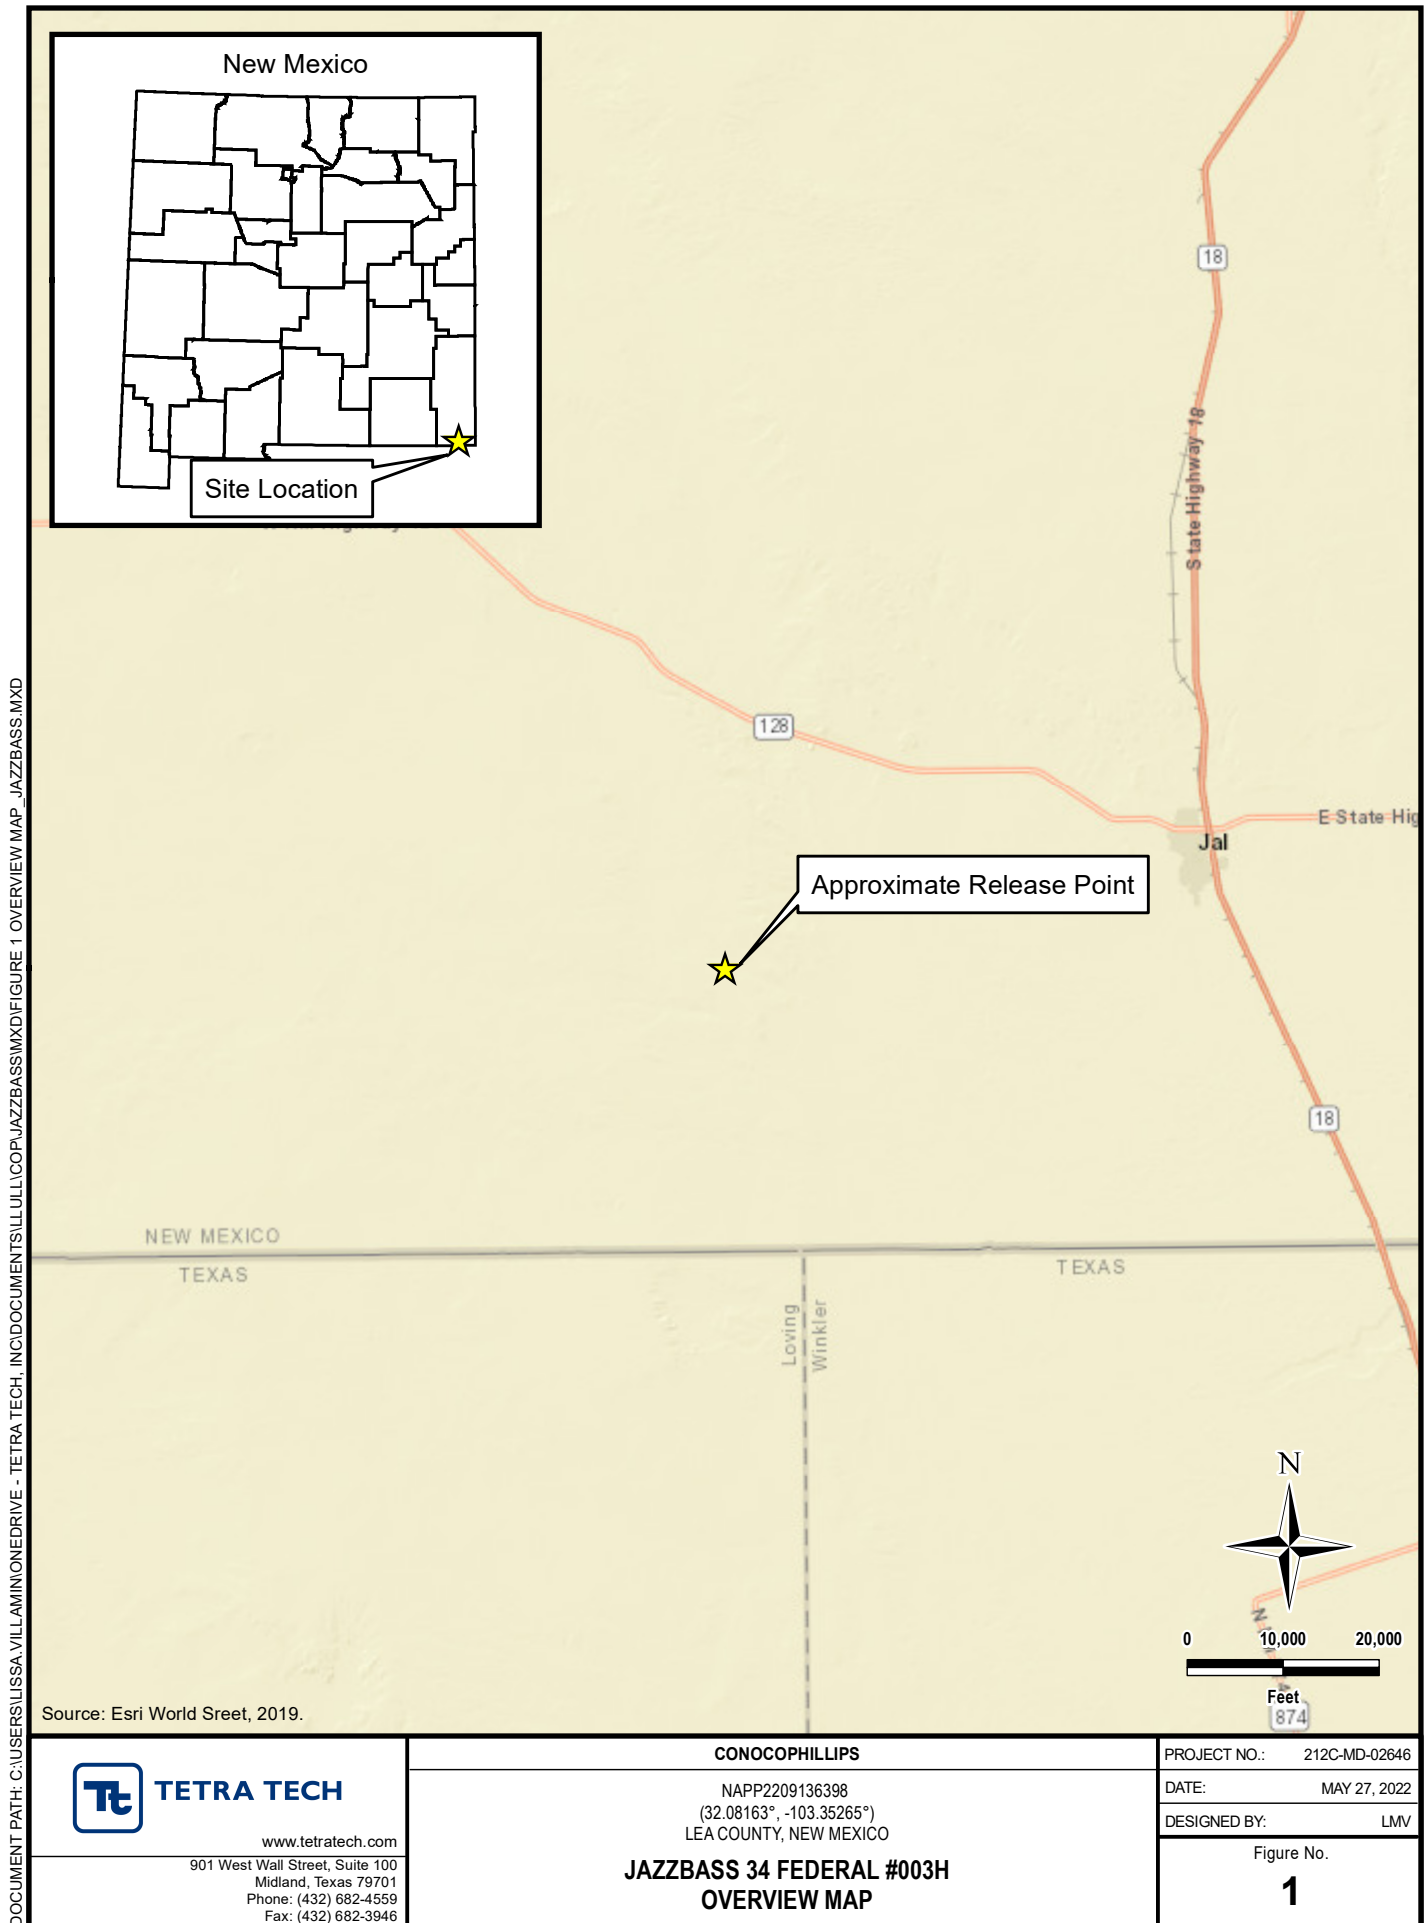 New Mexico
Site Location
18
State Highway 18
128
E State Hig
Jal
Approximate Release Point
18
NEW MEXICO
TEXAS
TEXAS
Loving
Winkler
N
0 10,000 20,000
Feet
874
Source: Esri World Sreet, 2019.
DOCUMENT PATH: C:\USERS\LISSA.VILLAMIN\ONEDRIVE - TETRA TECH, INC\DOCUMENTS\LLULL\COP\JAZZBASS\MXD\FIGURE 1 OVERVIEW MAP_JAZZBASS.MXD
Tt TETRA TECH
www.tetratech.com
901 West Wall Street, Suite 100
Midland, Texas 79701
Phone: (432) 682-4559
Fax: (432) 682-3946
CONOCOPHILLIPS
NAPP2209136398
(32.08163°, -103.35265°)
LEA COUNTY, NEW MEXICO
JAZZBASS 34 FEDERAL #003H
OVERVIEW MAP
PROJECT NO.: 212C-MD-02646
DATE: MAY 27, 2022
DESIGNED BY: LMV
Figure No.
1